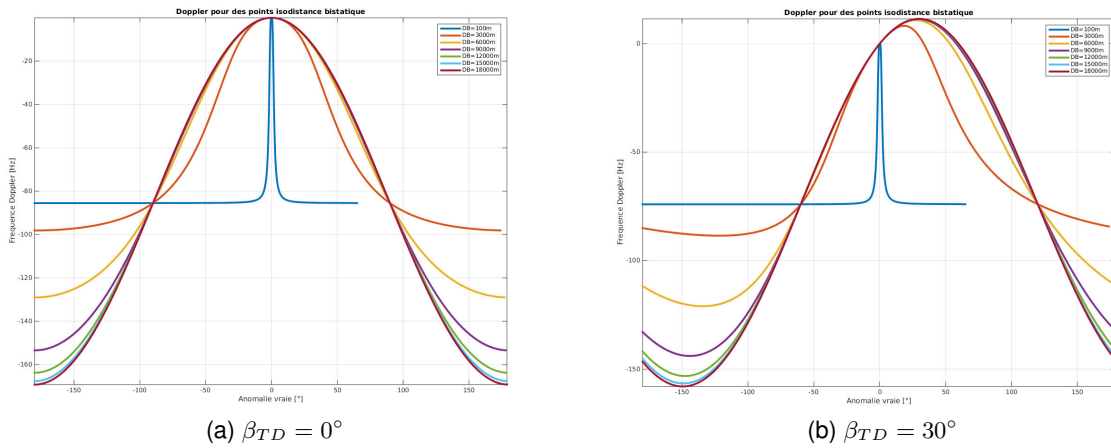 Doppler pour des points isodistance bistatique
DB=100m
DB=3000m
DB=6000m
DB=9000m
DB=12000m
DB=15000m
DB=18000m
Frequence Doppler [Hz]
-20
-40
-60
-80
-100
-120
-140
-160
-150 -100 -50 0 50 100 150
Anomalie vraie [°]
(a) β_TD = 0°
Doppler pour des points isodistance bistatique
DB=100m
DB=3000m
DB=6000m
DB=9000m
DB=12000m
DB=15000m
DB=18000m
Frequence Doppler [Hz]
0
-50
-100
-150
-150 -100 -50 0 50 100 150
Anomalie vraie [°]
(b) β_TD = 30°